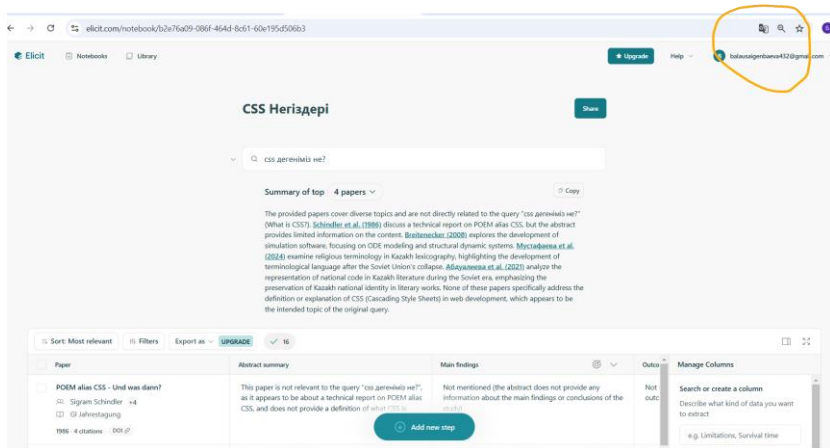 elicit.com/notebook/b2e76a09-086f-464d-8c61-60e195d506b3
Elicit Notebooks Library Upgrade Help balausaigenbaeva432@gmail.com
CSS Негіздері Share
css дегеніміз не?
Summary of top 4 papers Copy
The provided papers cover diverse topics and are not directly related to the query "css дегеніміз не?"
(What is CSS?). Schindler et al. (1986) discuss a technical report on POEM alias CSS, but the abstract
provides limited information on the content. Breitenecker (2008) explores the development of
simulation software, focusing on ODE modeling and structural dynamic systems. Мустафаева et al.
(2024) examine religious terminology in Kazakh lexicography, highlighting the development of
terminological language after the Soviet Union's collapse. Абдуалиева et al. (2021) analyze the
representation of national code in Kazakh literature during the Soviet era, emphasizing the
preservation of Kazakh national identity in literary works. None of these papers specifically address the
definition or explanation of CSS (Cascading Style Sheets) in web development, which appears to be
the intended topic of the original query.
Sort: Most relevant Filters Export as UPGRADE 16
Paper Abstract summary Main findings Outco Manage Columns
POEM alias CSS - Und was dann? This paper is not relevant to the query "css дегеніміз не?", Not mentioned (the abstract does not provide any Not Search or create a column
Sigram Schindler +4 as it appears to be about a technical report on POEM alias information about the main findings or conclusions of the outc Describe what kind of data you want
GI Jahrestagung CSS, and does not provide a definition of what CSS is study) to extract
1986 · 4 citations DOI Add new step e.g. Limitations, Survival time